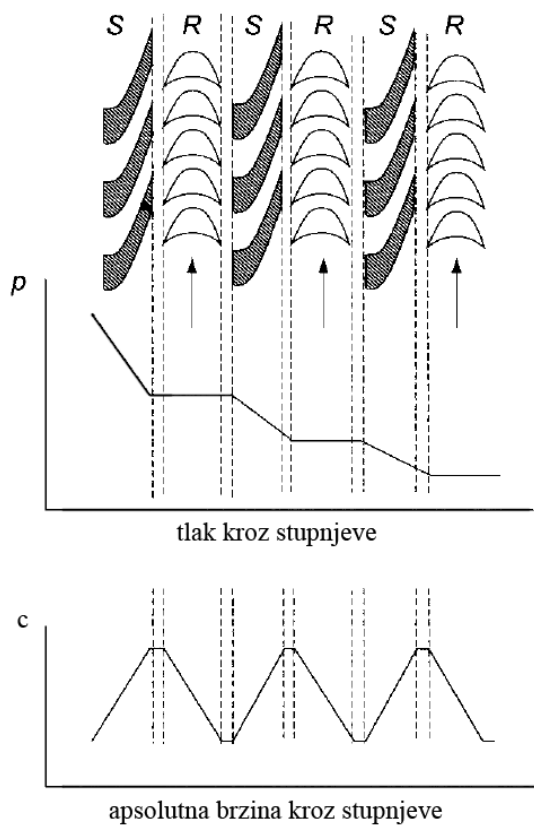 S R S R S R
p
tlak kroz stupnjeve
c
apsolutna brzina kroz stupnjeve